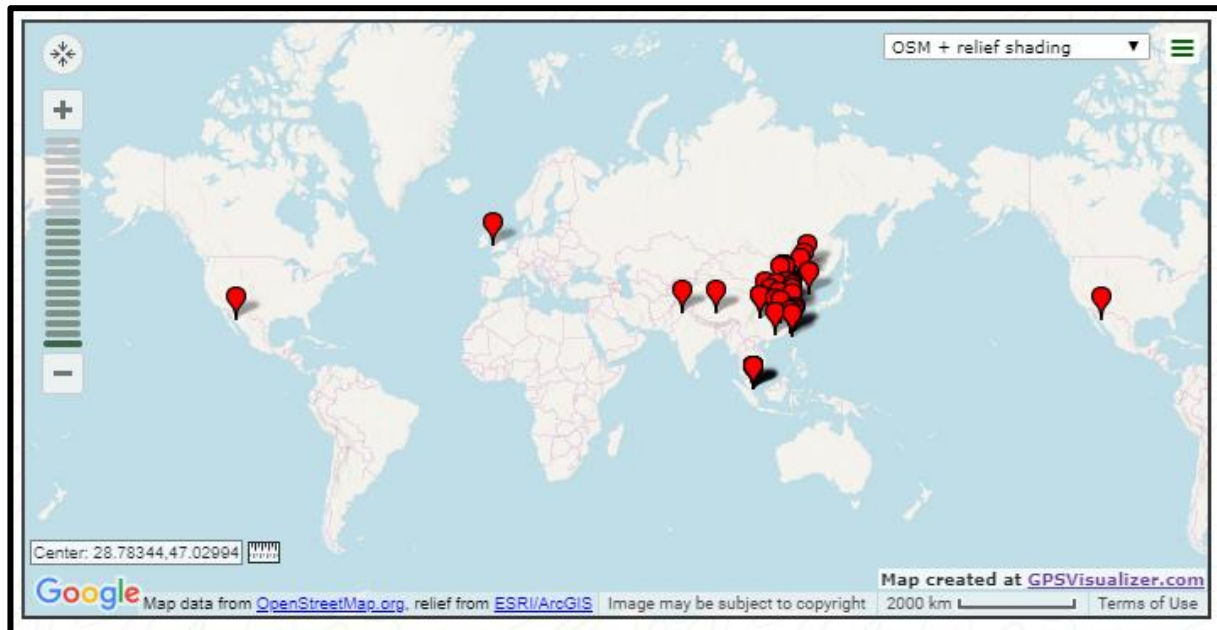 OSM + relief shading
Center: 28.78344,47.02994
Map created at GPSVisualizer.com
Google
Map data from OpenStreetMap.org, relief from ESRI/ArcGIS
Image may be subject to copyright
2000 km
Terms of Use